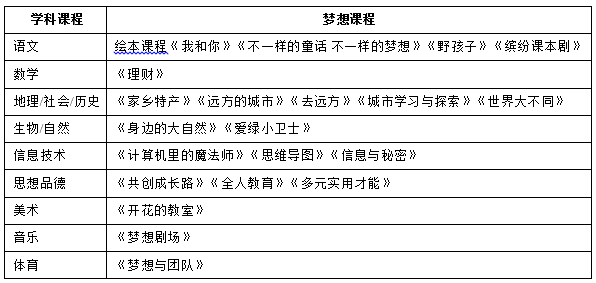 学科课程 梦想课程
语文 绘本课程《我和你》《不一样的童话 不一样的梦想》《野孩子》《缤纷课本剧》
数学 《理财》
地理/社会/历史 《家乡特产》《远方的城市》《去远方》《城市学习与探索》《世界大不同》
生物/自然 《身边的大自然》《爱绿小卫士》
信息技术 《计算机里的魔法师》《思维导图》《信息与秘密》
思想品德 《共创成长路》《全人教育》《多元实用才能》
美术 《开花的教室》
音乐 《梦想剧场》
体育 《梦想与团队》